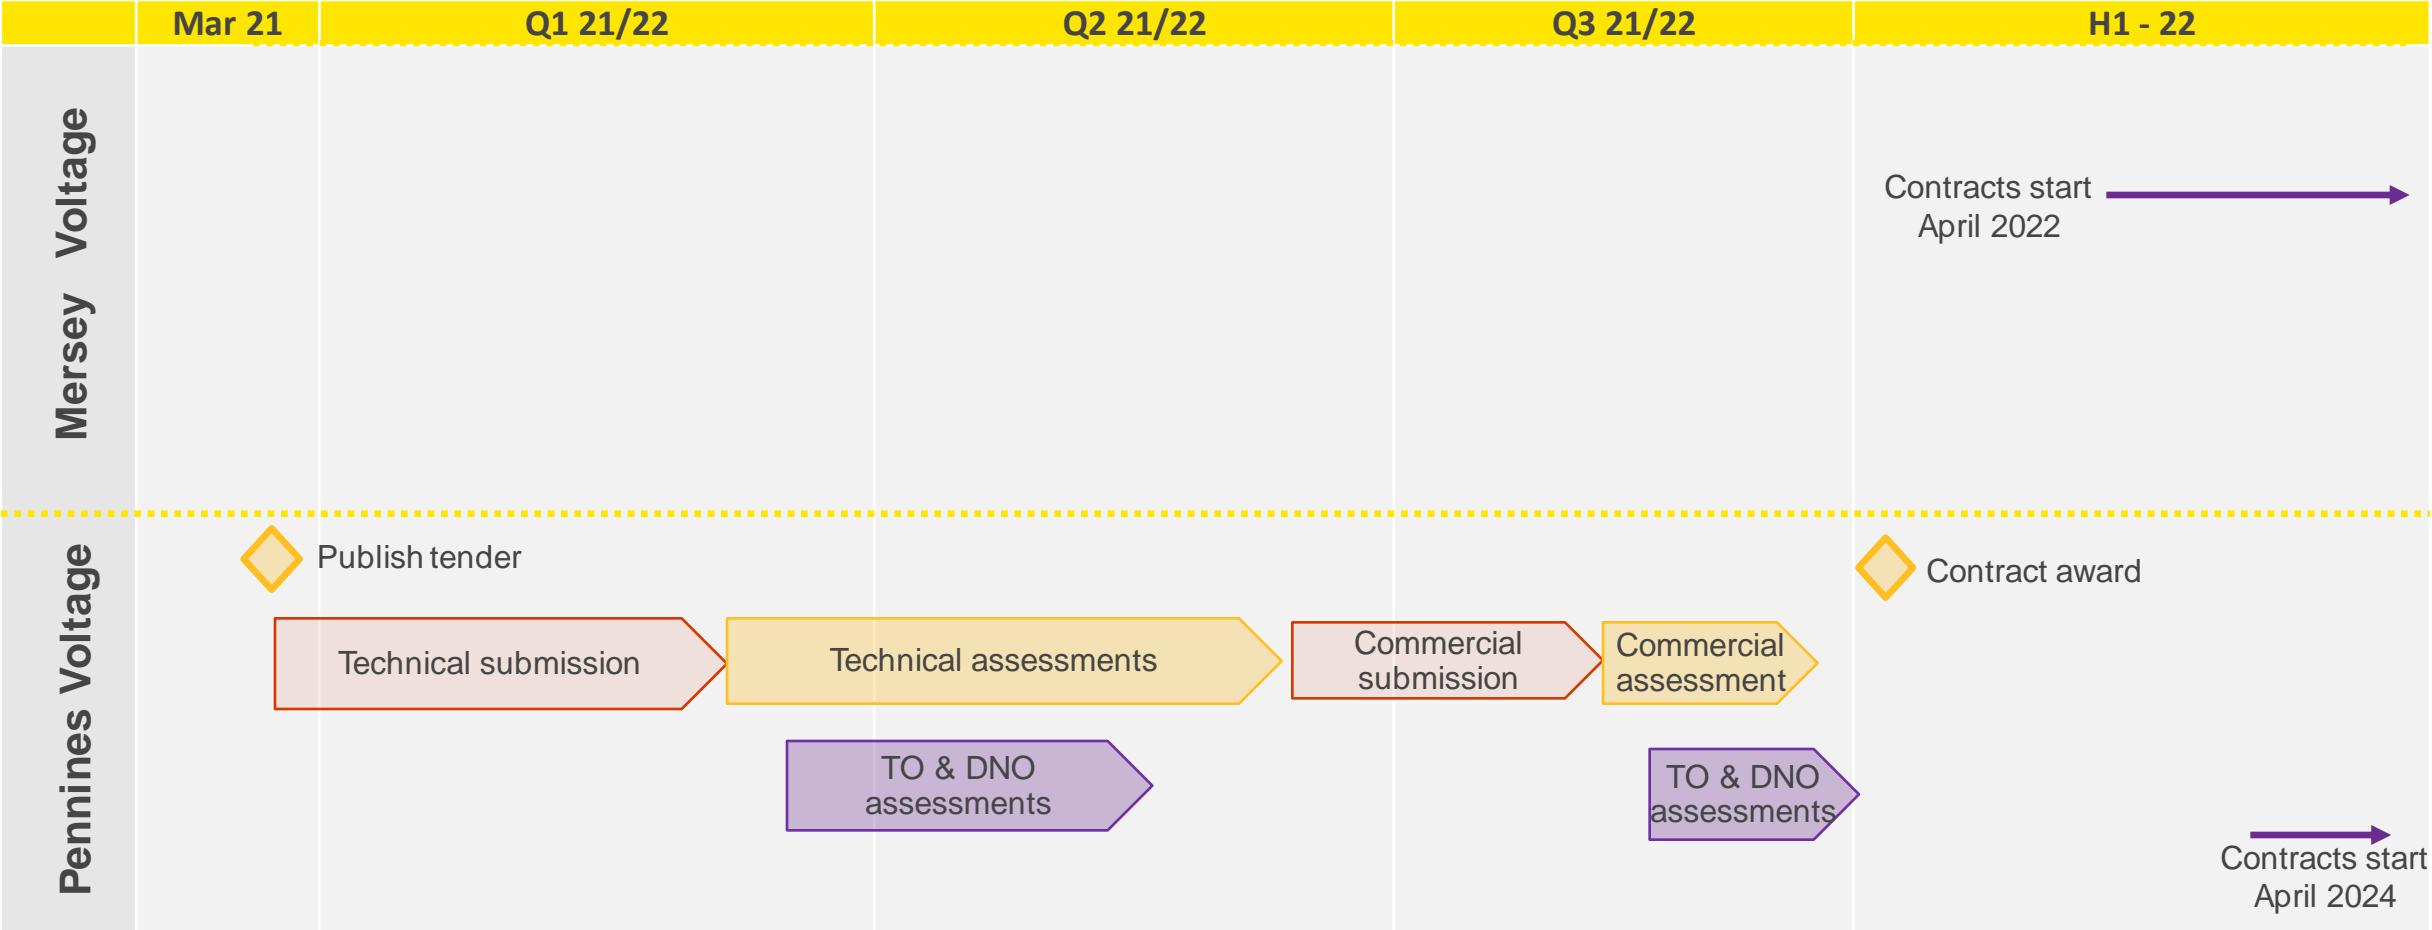 Mar 21
Q1 21/22
Q2 21/22
Q3 21/22
H1 - 22
Mersey Voltage
Contracts start
April 2022
Pennines Voltage
Publish tender
Contract award
Technical submission
Technical assessments
Commercial
submission
Commercial
assessment
TO & DNO
assessments
TO & DNO
assessments
Contracts start
April 2024